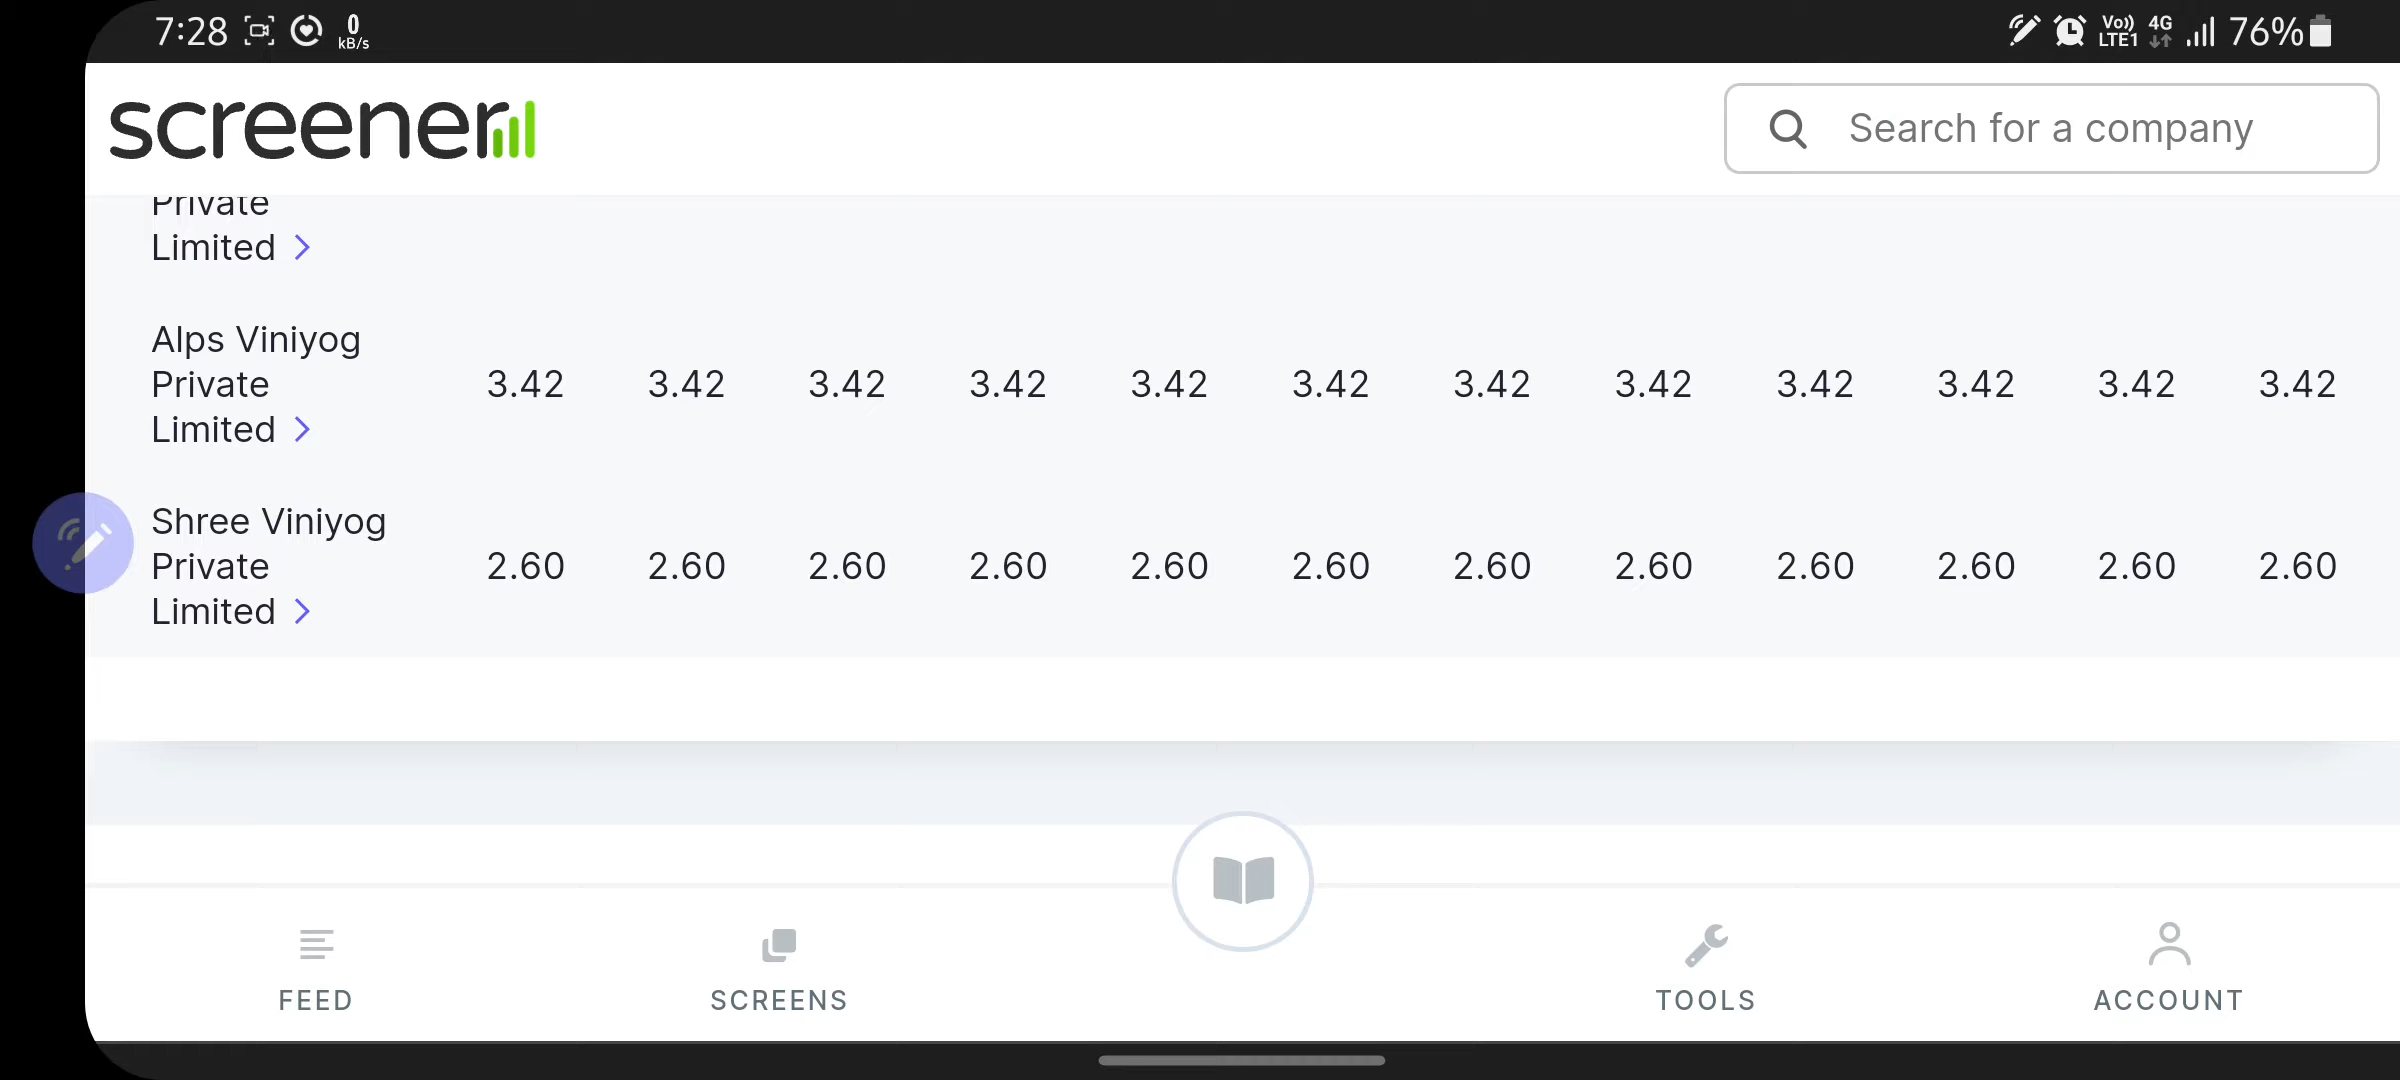 7:28 0 kB/s Vo)) LTE1 4G 76%
screener
Search for a company
Private
Limited
Alps Viniyog
Private
Limited
3.42 3.42 3.42 3.42 3.42 3.42 3.42 3.42 3.42 3.42 3.42 3.42
Shree Viniyog
Private
Limited
2.60 2.60 2.60 2.60 2.60 2.60 2.60 2.60 2.60 2.60 2.60 2.60
FEED SCREENS TOOLS ACCOUNT